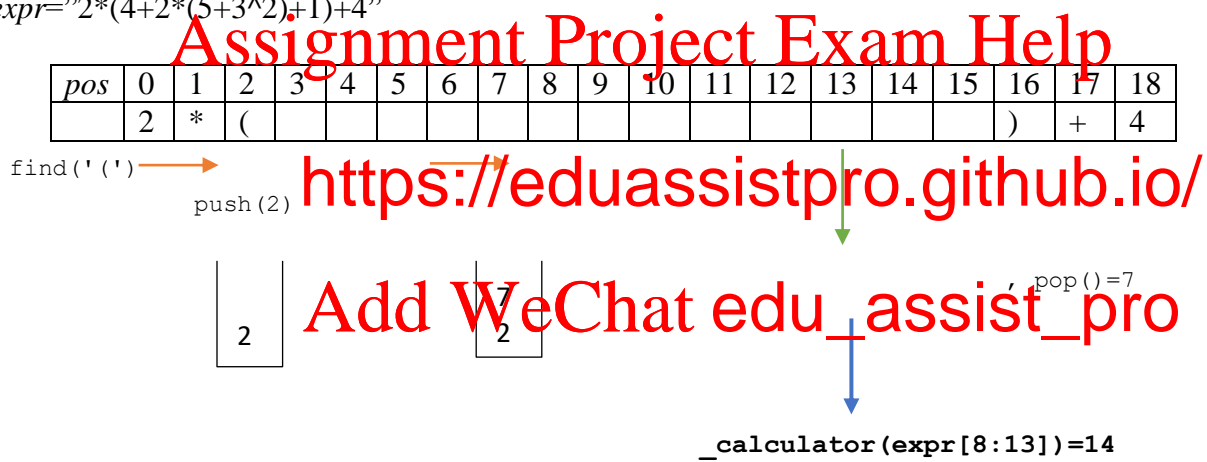 expr=”2*(4+2*(5+3^2)+1)+4”
Assignment Project Exam Help
pos 0 1 2 3 4 5 6 7 8 9 10 11 12 13 14 15 16 17 18
2 * ( ) + 4
find('(')
push(2)
https://eduassistpro.github.io/
, pop()=7
Add WeChat edu_assist_pro
7
2 2
_calculator(expr[8:13])=14